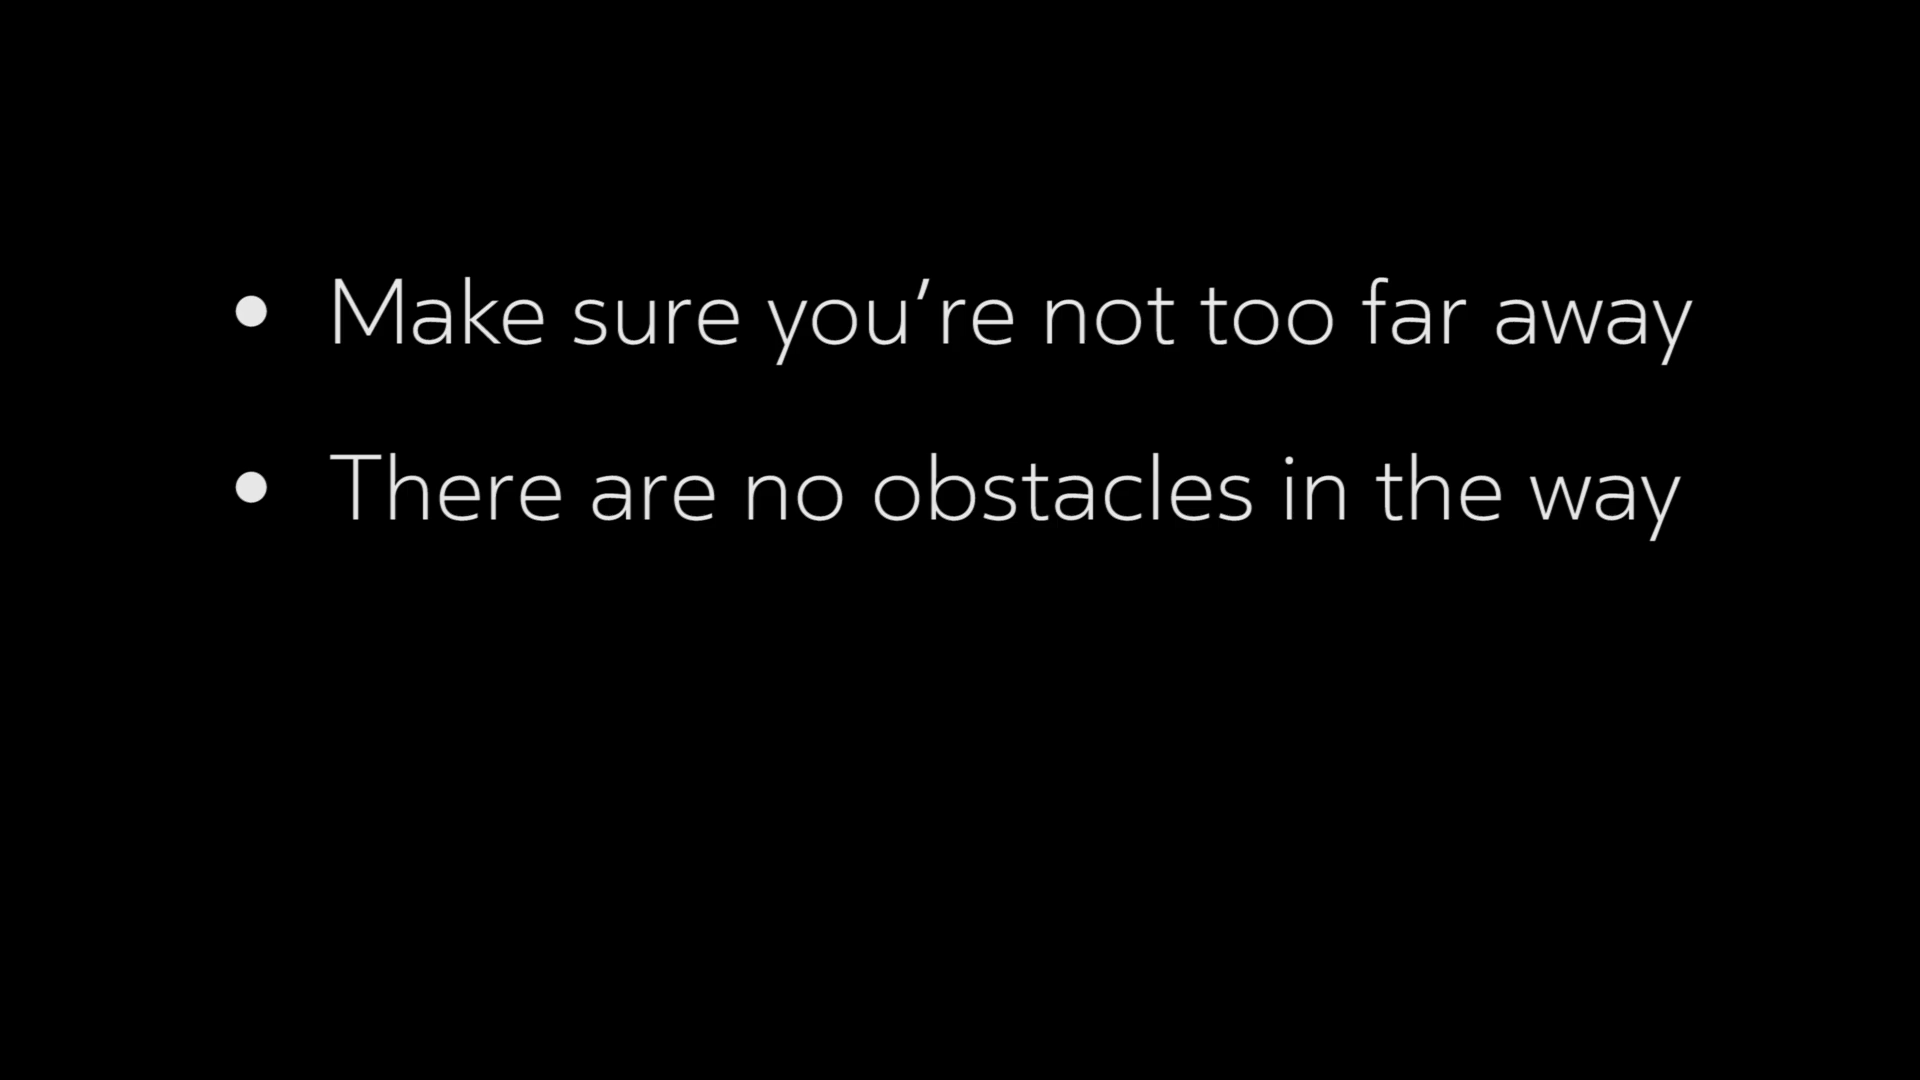 • Make sure you’re not too far away
• There are no obstacles in the way